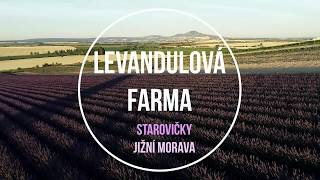 LEVANDULOVÁ
FARMA
STAROVIČKY
JIŽNÍ MORAVA